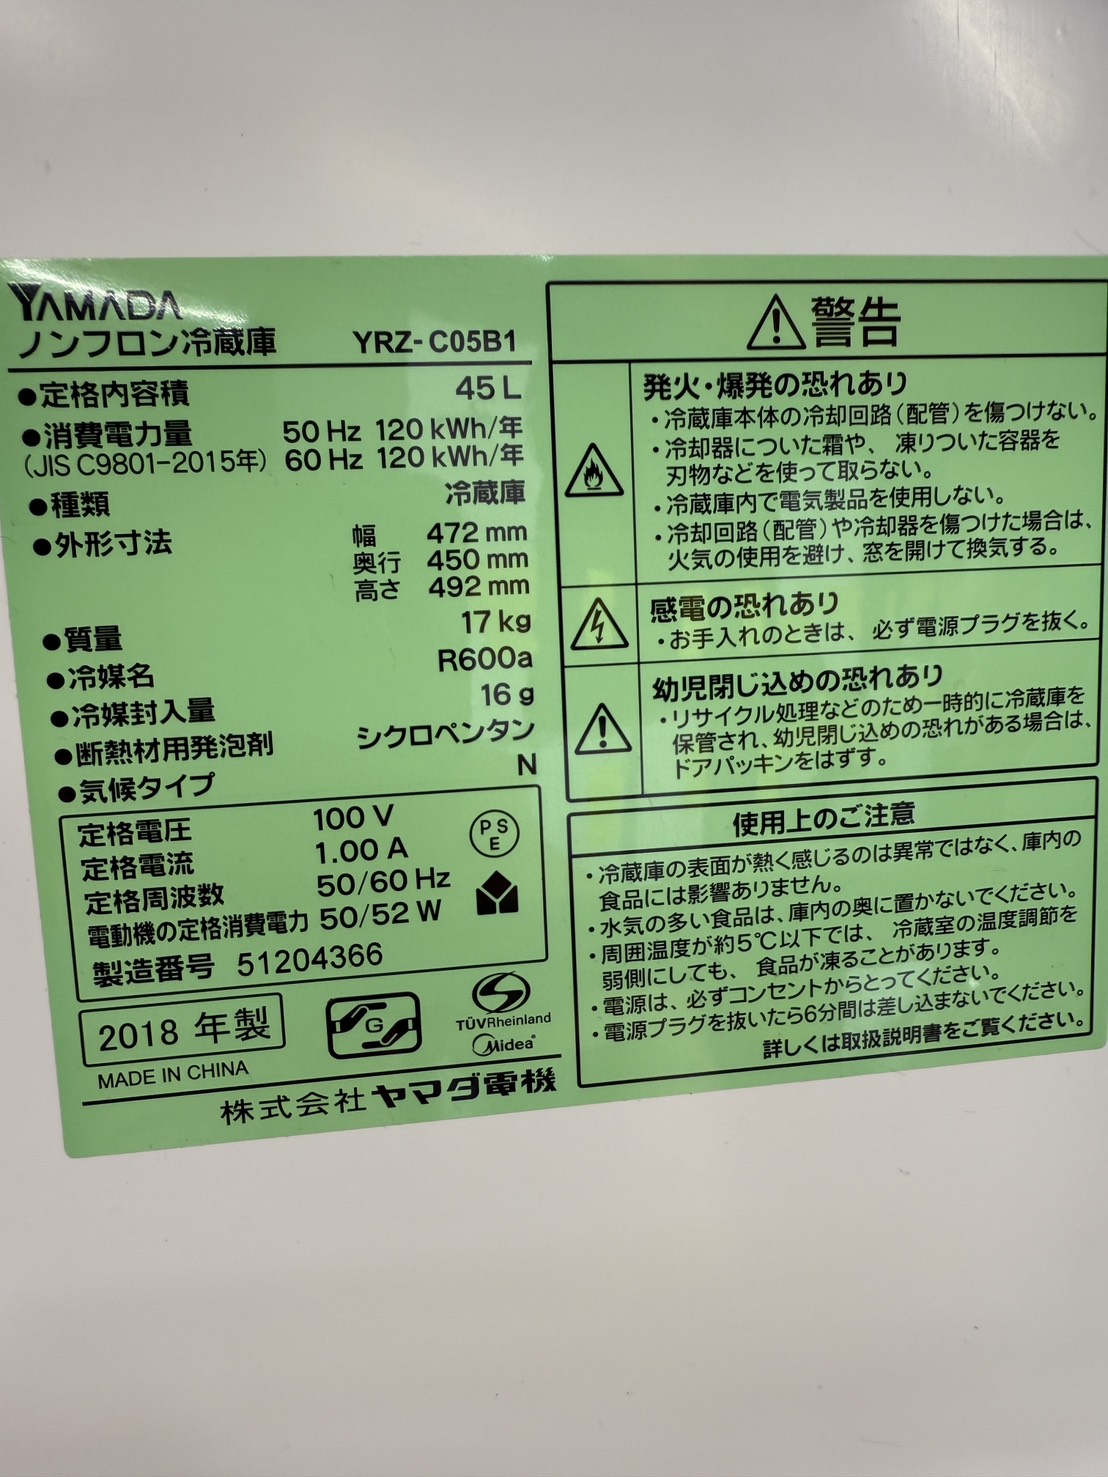 YAMADA
ノンフロン冷蔵庫 YRZ-C05B1
●定格内容積 45 L
●消費電力量 50 Hz 120 kWh/年
(JIS C9801-2015年) 60 Hz 120 kWh/年
●種類 冷蔵庫
●外形寸法 幅 472 mm
奥行 450 mm
高さ 492 mm
●質量 17 kg
●冷媒名 R600a
●冷媒封入量 16 g
●断熱材用発泡剤 シクロペンタン
●気候タイプ N
定格電圧 100 V
定格電流 1.00 A
定格周波数 50/60 Hz
電動機の定格消費電力 50/52 W
製造番号 51204366
PS
E
2018 年製
G
TÜVRheinland
Midea
MADE IN CHINA
株式会社ヤマダ電機
警告
発火・爆発の恐れあり
・冷蔵庫本体の冷却回路(配管)を傷つけない。
・冷却器についた霜や、凍りついた容器を
刃物などを使って取らない。
・冷蔵庫内で電気製品を使用しない。
・冷却回路(配管)や冷却器を傷つけた場合は、
火気の使用を避け、窓を開けて換気する。
感電の恐れあり
・お手入れのときは、必ず電源プラグを抜く。
幼児閉じ込めの恐れあり
・リサイクル処理などのため一時的に冷蔵庫を
保管され、幼児閉じ込めの恐れがある場合は、
ドアパッキンをはずす。
使用上のご注意
・冷蔵庫の表面が熱く感じるのは異常ではなく、庫内の
食品には影響ありません。
・水気の多い食品は、庫内の奥に置かないでください。
・周囲温度が約5℃以下では、冷蔵室の温度調節を
弱側にしても、食品が凍ることがあります。
・電源は、必ずコンセントからとってください。
・電源プラグを抜いたら6分間は差し込まないでください。
詳しくは取扱説明書をご覧ください。